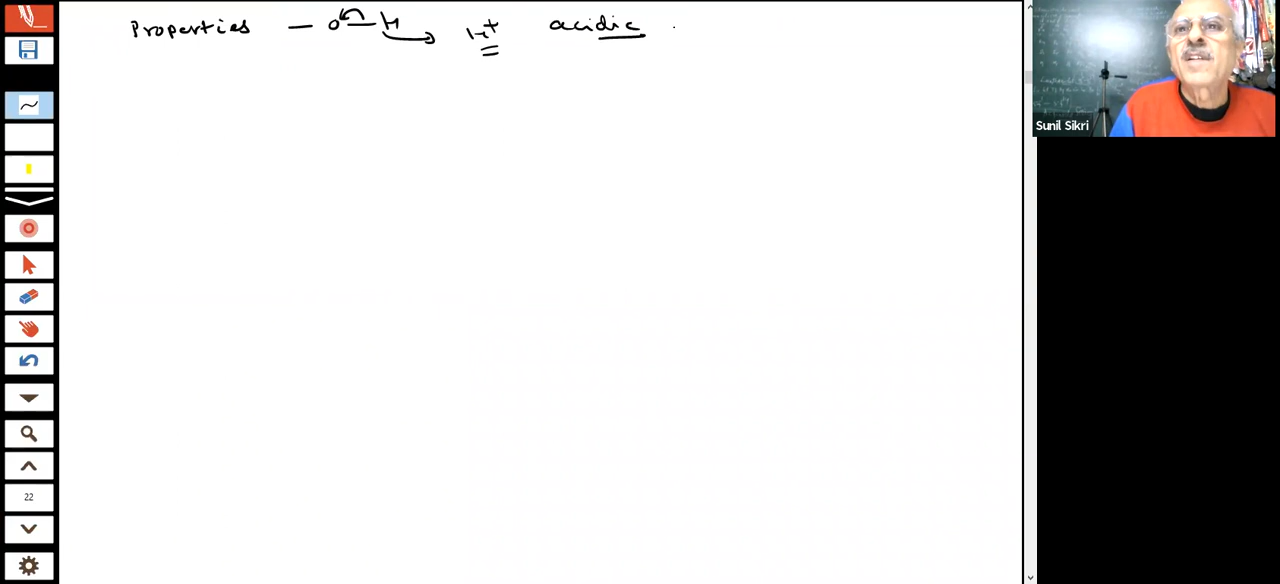 Properties — O—H → H⁺ acidic
Sunil Sikri
22